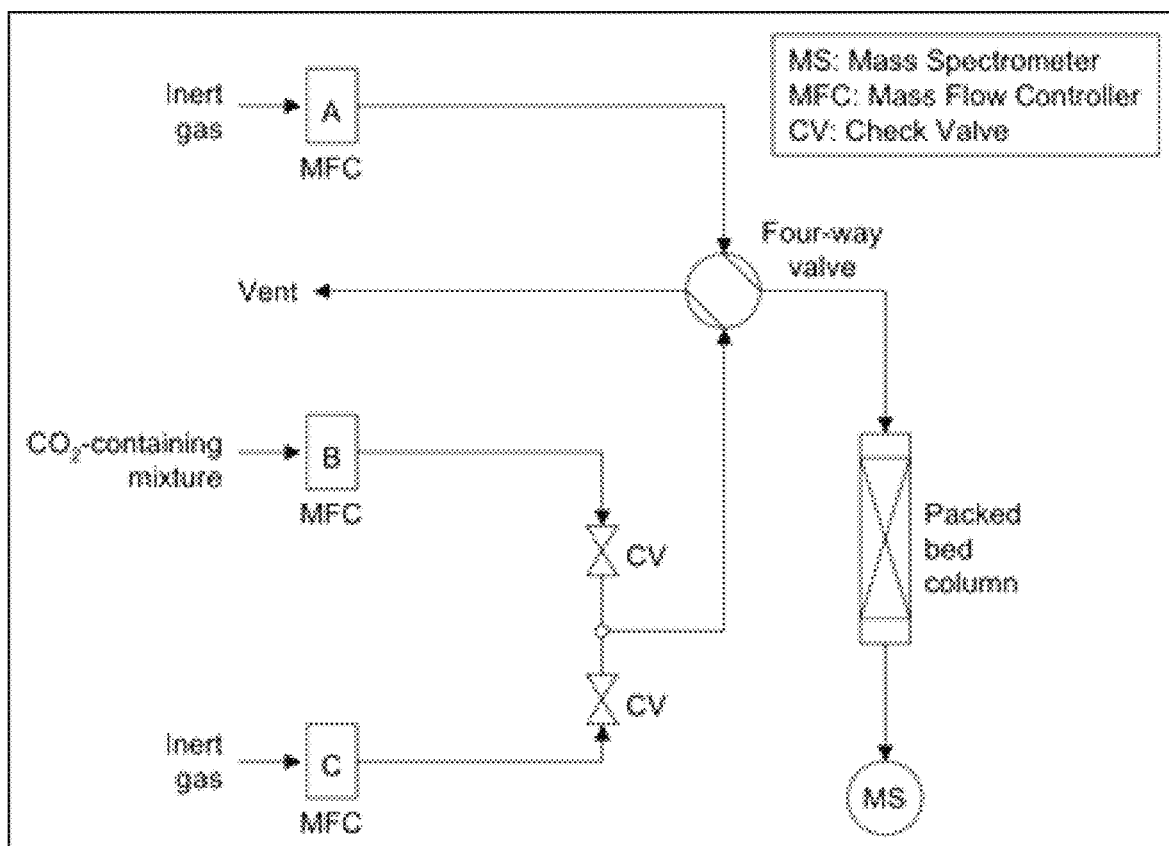 MS: Mass Spectrometer
MFC: Mass Flow Controller
CV: Check Valve
Inert
gas
A
MFC
Four-way
valve
Vent
CO₂-containing
mixture
B
MFC
CV
Packed
bed
column
CV
Inert
gas
C
MFC
MS